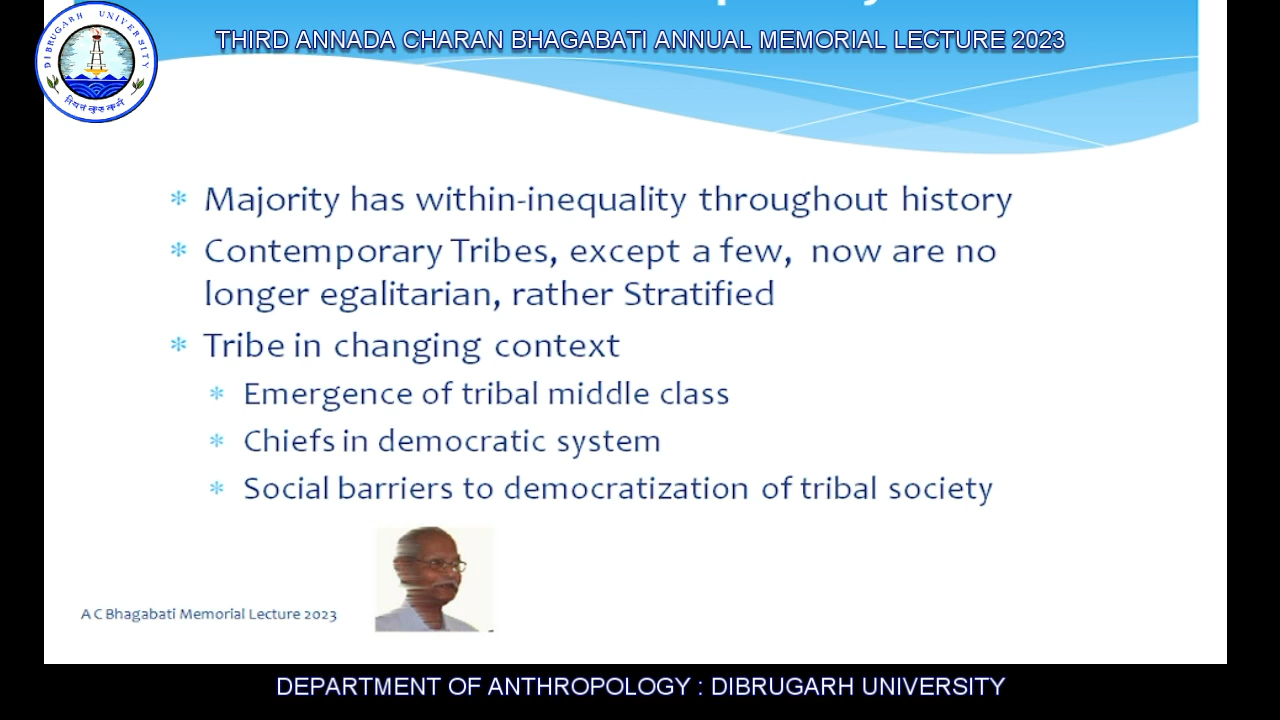 DIBRUGARH UNIVERSITY
THIRD ANNADA CHARAN BHAGABATI ANNUAL MEMORIAL LECTURE 2023
* Majority has within-inequality throughout history
* Contemporary Tribes, except a few, now are no
longer egalitarian, rather Stratified
* Tribe in changing context
* Emergence of tribal middle class
* Chiefs in democratic system
* Social barriers to democratization of tribal society
A C Bhagabati Memorial Lecture 2023
DEPARTMENT OF ANTHROPOLOGY : DIBRUGARH UNIVERSITY